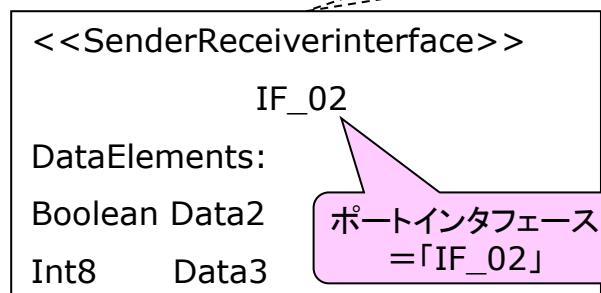 <<SenderReceiverinterface>>
IF_02
DataElements:
Boolean Data2
Int8 Data3
ポートインタフェース
＝「IF_02」